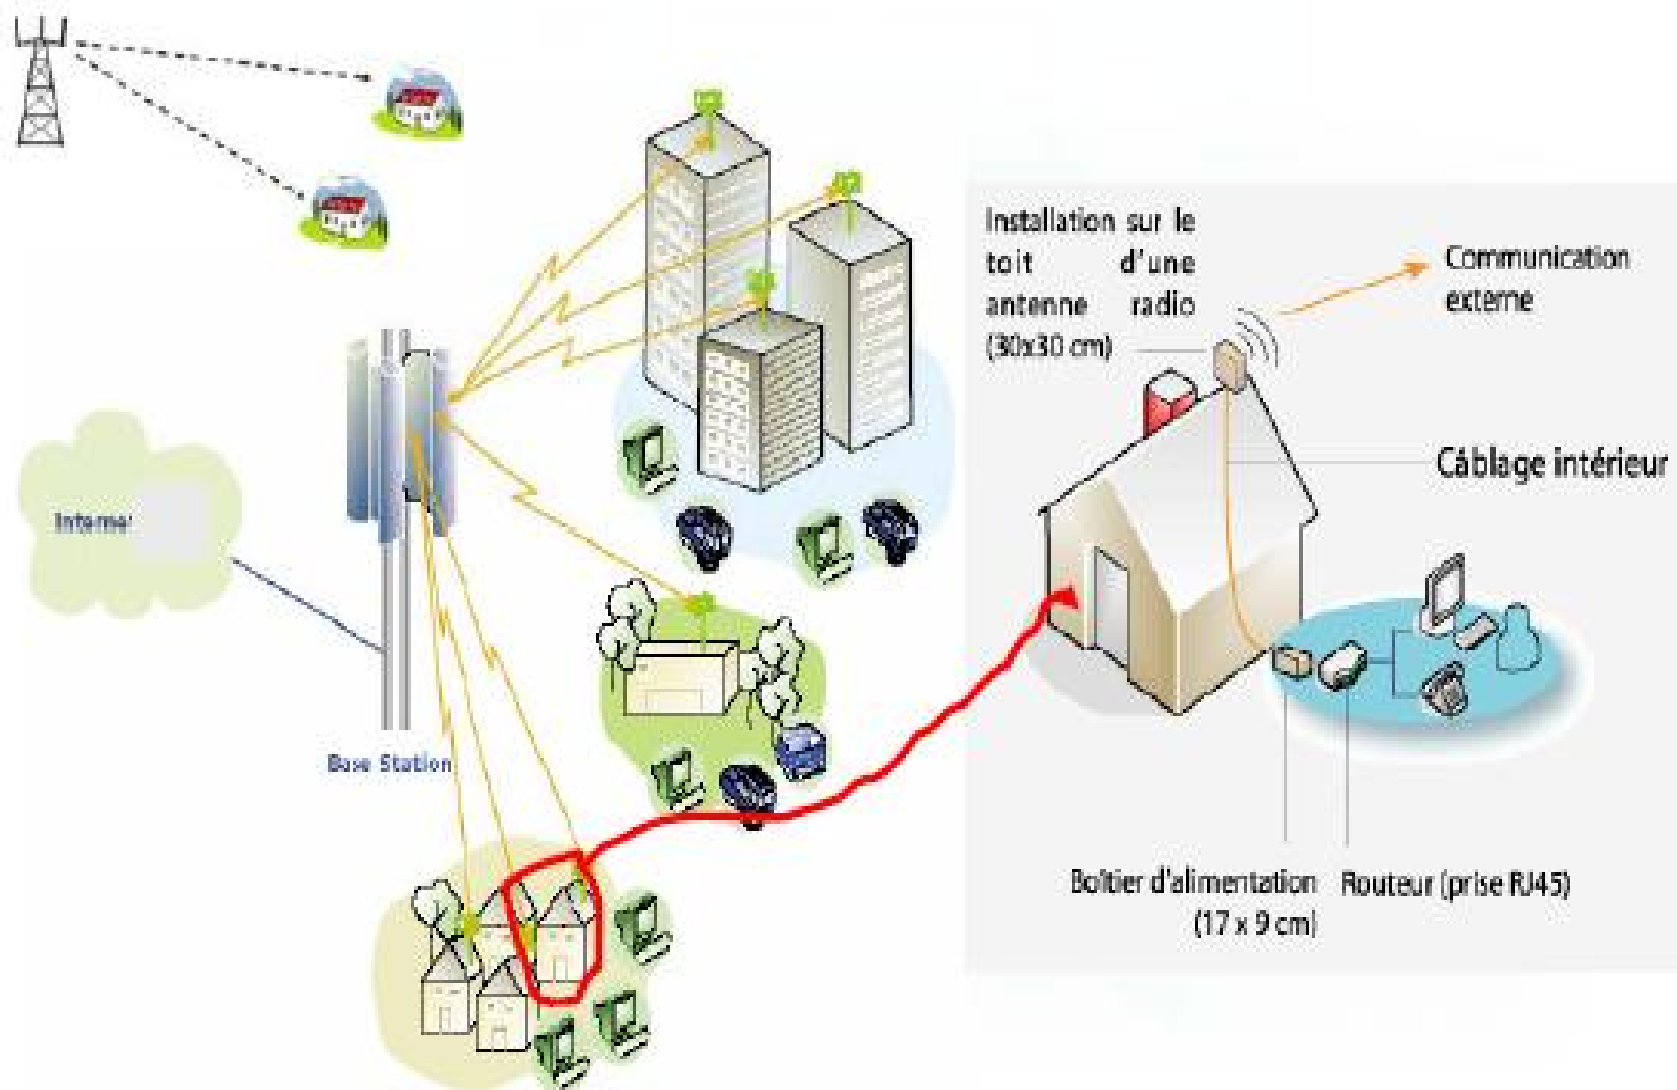 Installation sur le
toit d'une
antenne radio
(30x30 cm)
Communication
externe
Câblage intérieur
Internet
Base Station
Boîtier d'alimentation
(17 x 9 cm)
Routeur (prise RJ45)